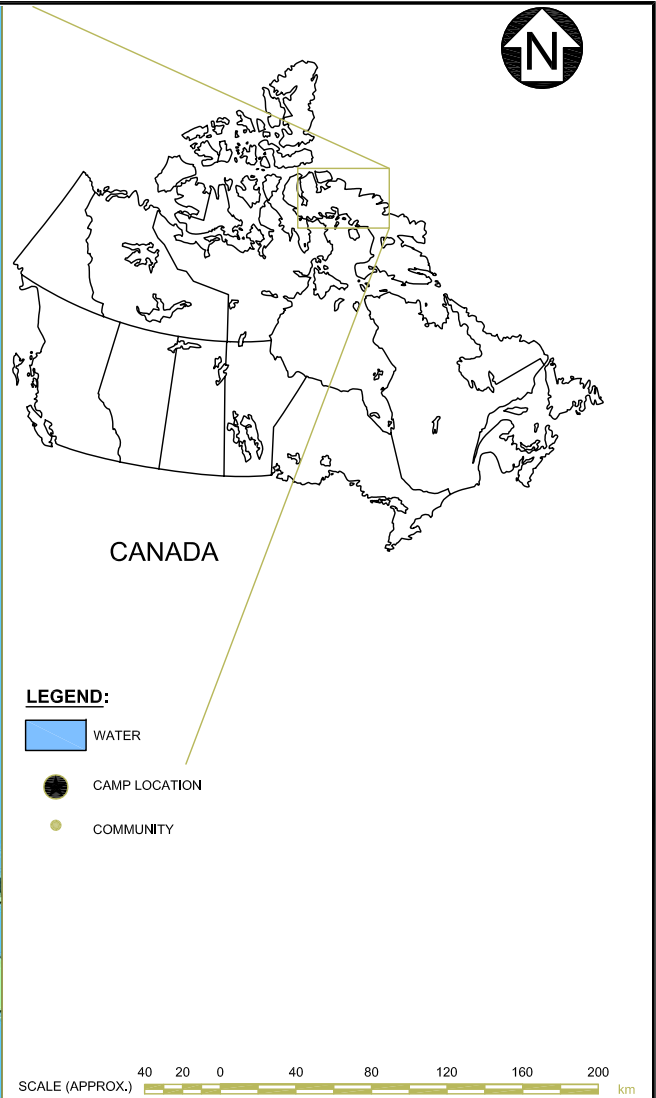 N
CANADA
LEGEND:
WATER
CAMP LOCATION
COMMUNITY
40 20 0 40 80 120 160 200
SCALE (APPROX.) km